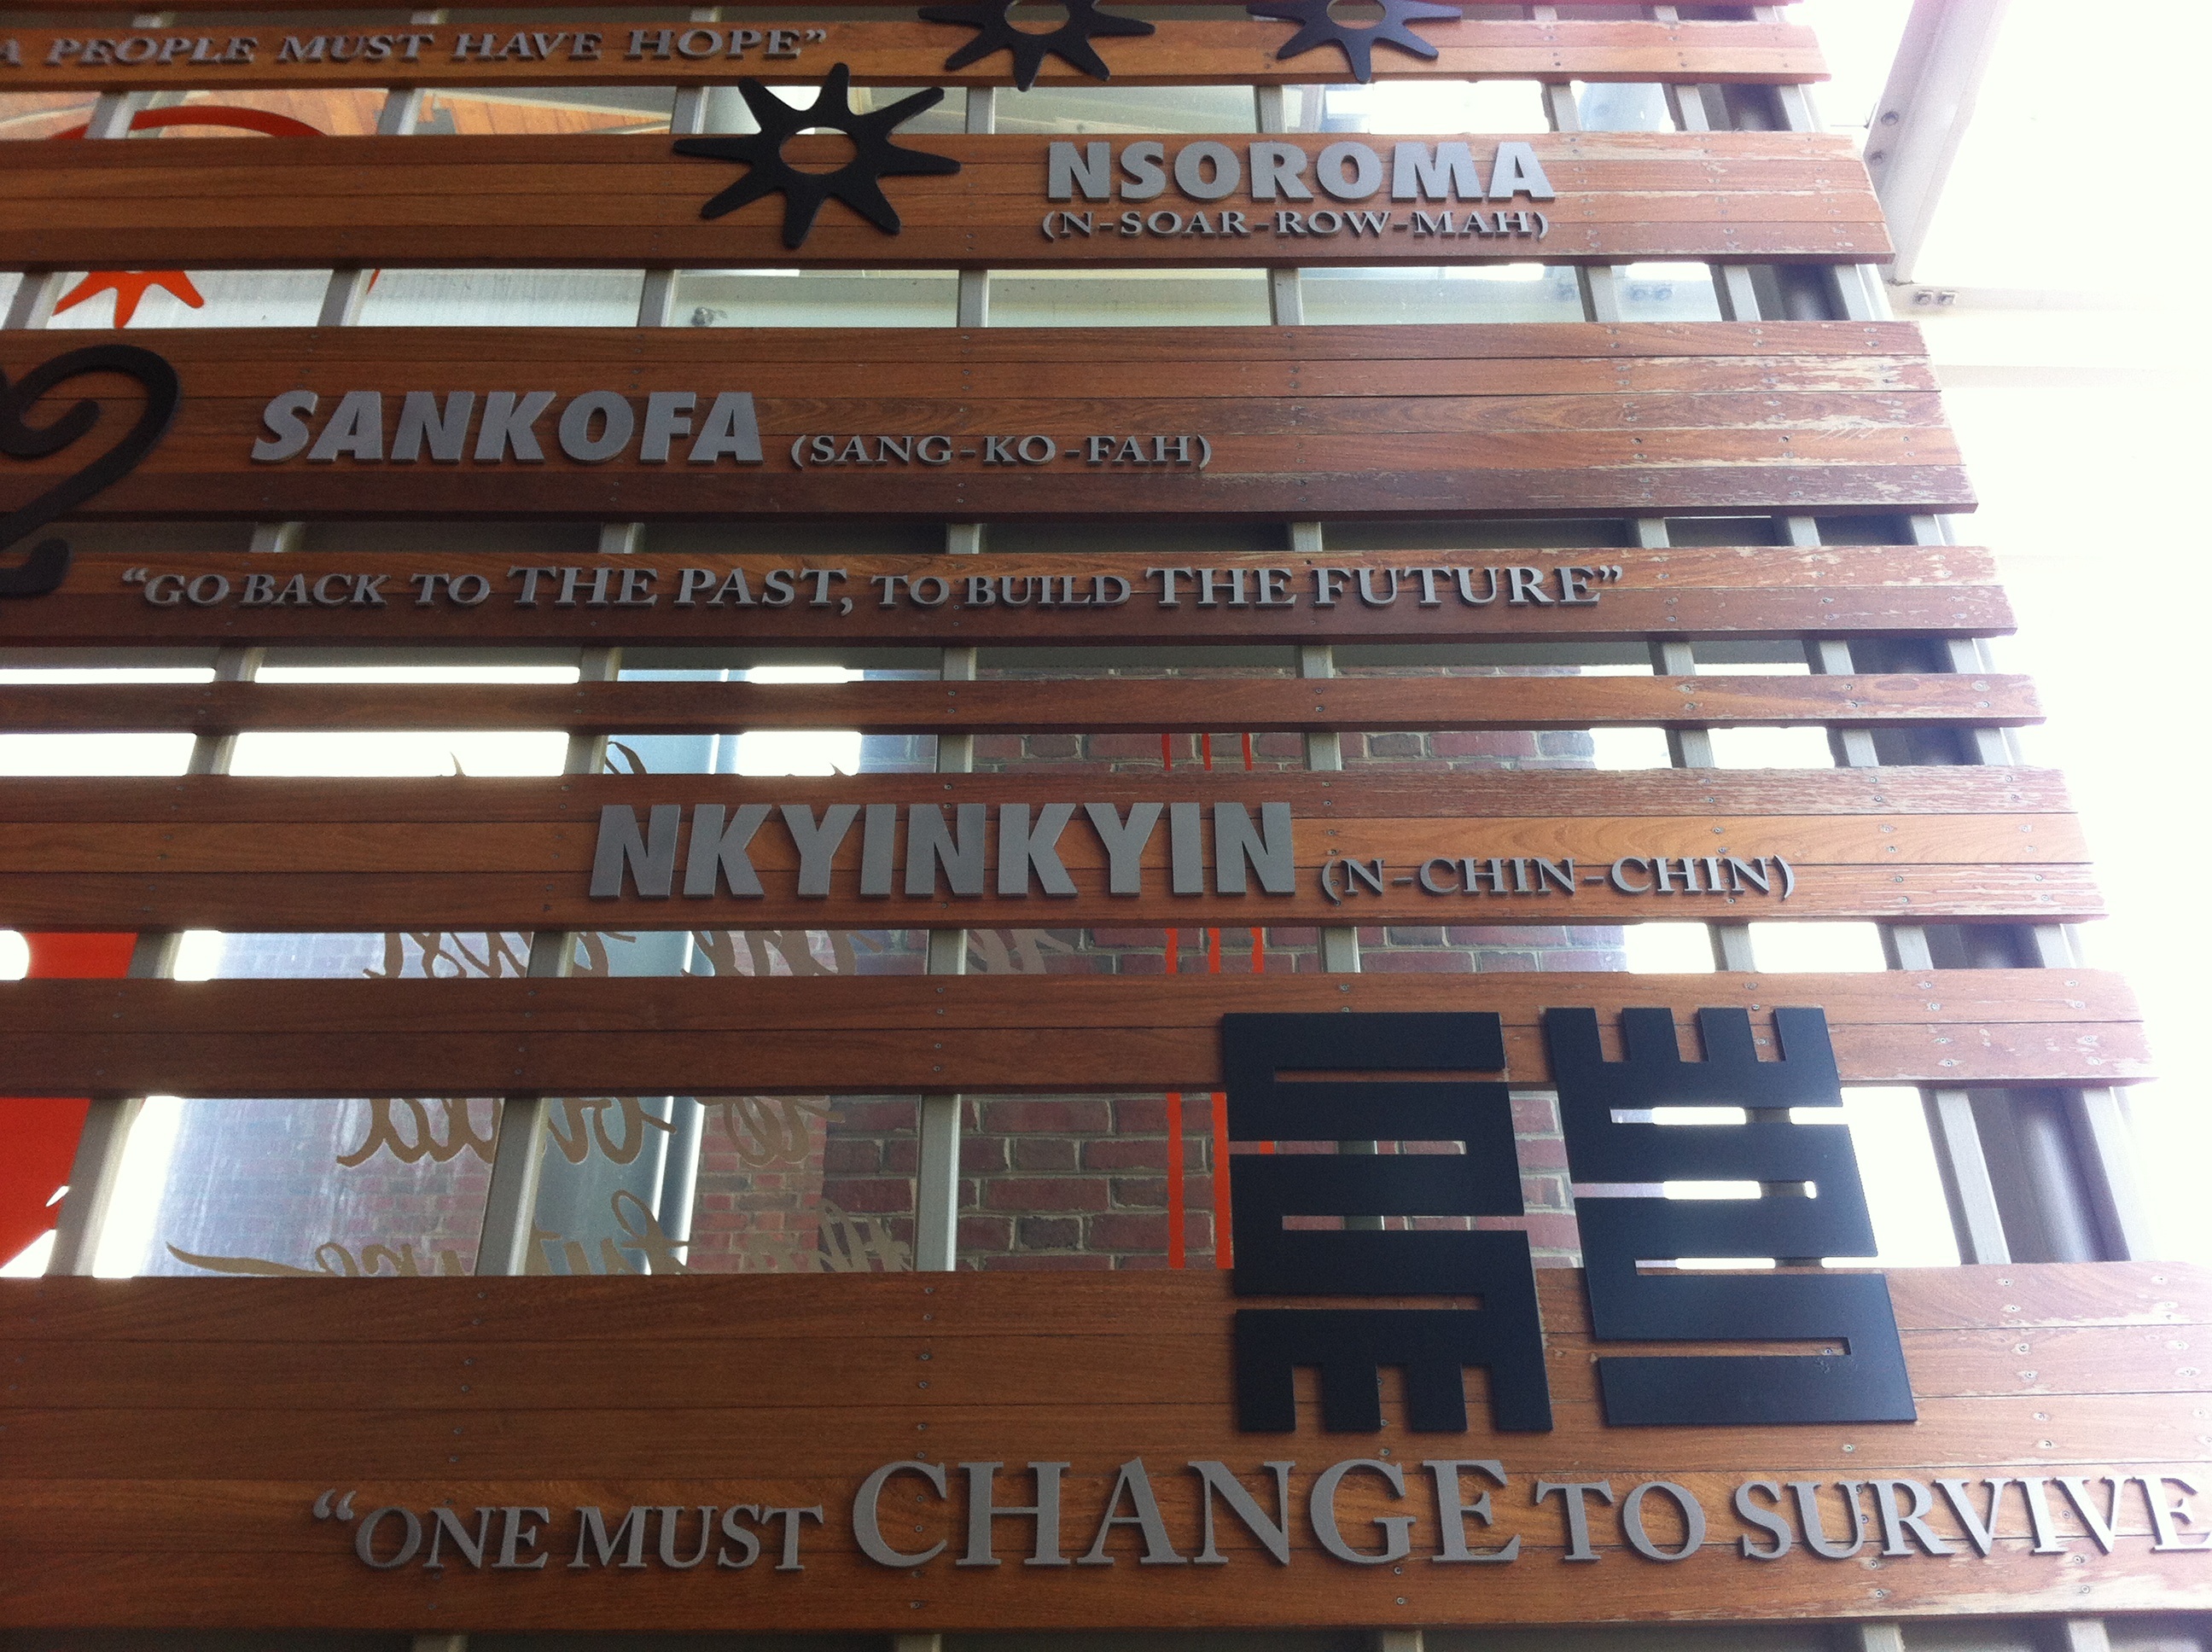 A PEOPLE MUST HAVE HOPE”
NSOROMA
(N-SOAR-ROW-MAH)
SANKOFA (SANG-KO-FAH)
“GO BACK TO THE PAST, TO BUILD THE FUTURE”
NKYINKYIN (N-CHIN-CHIN)
“ONE MUST CHANGE TO SURVIVE